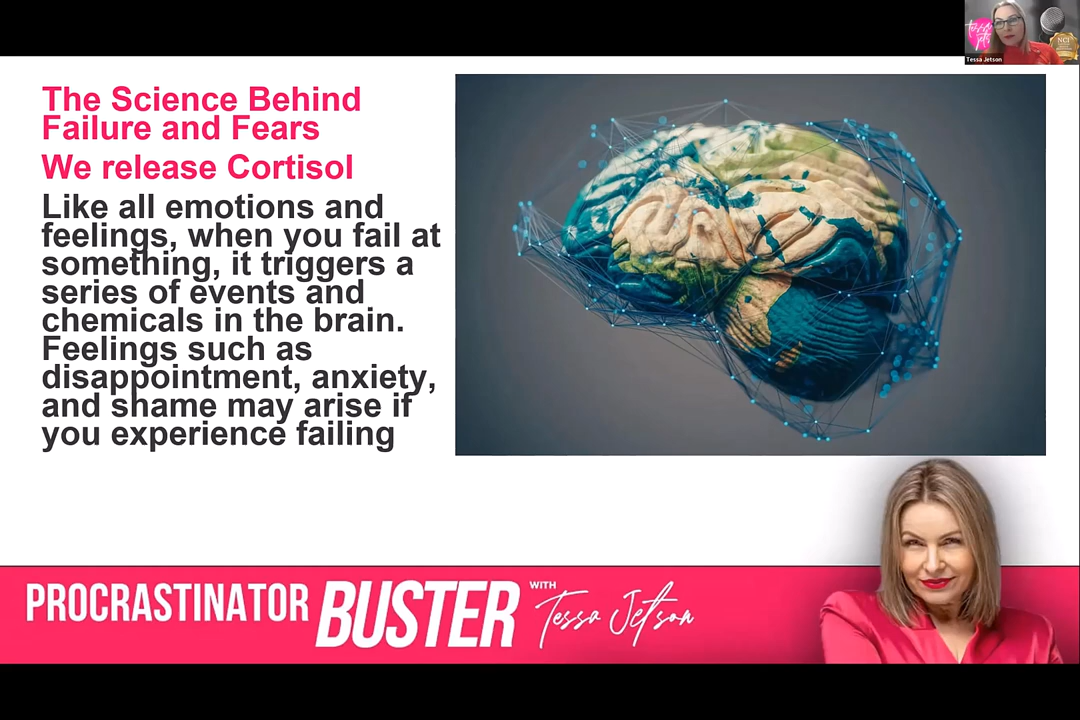 The Science Behind
Failure and Fears
We release Cortisol
Like all emotions and
feelings, when you fail at
something, it triggers a
series of events and
chemicals in the brain.
Feelings such as
disappointment, anxiety,
and shame may arise if
you experience failing
Tessa Jetson
NCI
PROCRASTINATOR BUSTER WITH Tessa Jetson